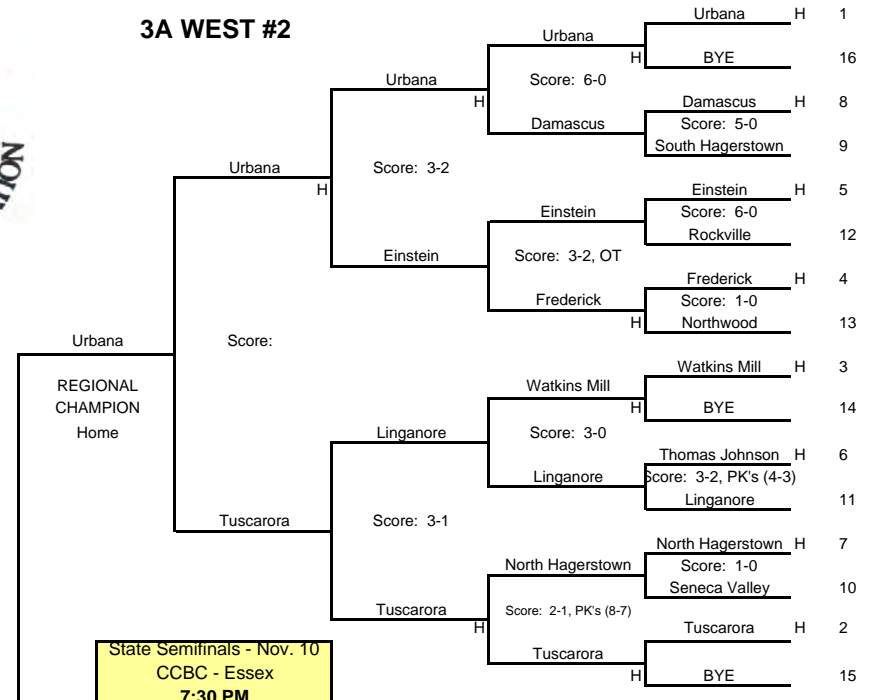 3A WEST #2
Urbana H 1
Urbana
H BYE 16
Urbana Score: 6-0
H Damascus H 8
Damascus Score: 5-0
South Hagerstown 9
Urbana Score: 3-2
H Einstein H 5
Einstein Score: 6-0
Rockville 12
Einstein Score: 3-2, OT
Frederick H 4
Frederick Score: 1-0
H Northwood 13
Urbana Score:
REGIONAL
CHAMPION
Home
Watkins Mill H 3
Watkins Mill
H BYE 14
Linganore Score: 3-0
Thomas Johnson H 6
Linganore Score: 3-2, PK's (4-3)
Linganore 11
Tuscarora Score: 3-1
North Hagerstown H 7
North Hagerstown Score: 1-0
Seneca Valley 10
Tuscarora Score: 2-1, PK's (8-7)
H Tuscarora H 2
Tuscarora
H BYE 15
State Semifinals - Nov. 10
CCBC - Essex
7:30 PM